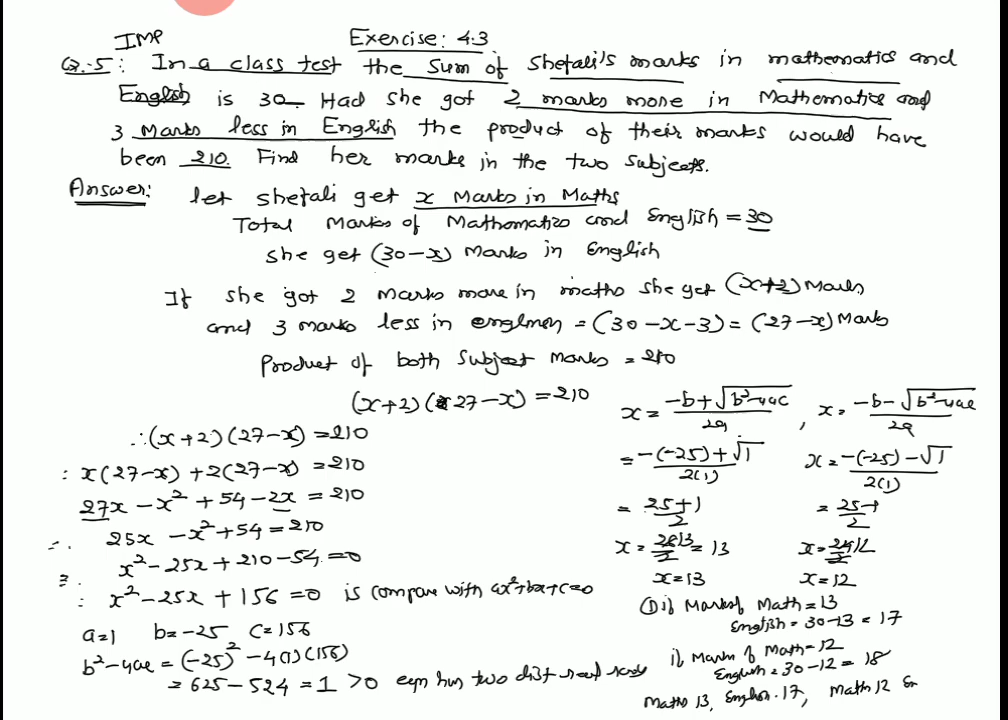 IMP
Exercise: 4.3
Q.-5: In a class test the sum of Shefali's marks in mathematics and
English is 30 Had she got 2 marks more in Mathematics and
3 Marks less in English the product of their marks would have
been 210. Find her marks in the two subjects.
Answer: let shefali get x Marks in Maths
Total Marks of Mathematics and English = 30
she get (30-x) Marks in English
If she got 2 marks more in maths she get (x+2) Marks
and 3 marks less in = (30-x-3) = (27-x) Marks
Product of both Subject marks = 210
(x+2) (27-x) = 210
∴ (x+2) (27-x) = 210
: x(27-x) + 2(27-x) = 210
27x - x² + 54 - 2x = 210
∴ 25x - x² + 54 = 210
x² - 25x + 210 - 54 = 0
: x² - 25x + 156 = 0 is compare with ax²+bx+c=0
a=1 b=-25 c=156
b²-4ac = (-25)² - 4(1)(156)
= 625 - 524 = 1 > 0 eqn has two dist real
x = -b+√b²-4ac / 2a , x = -b-√b²-4ac / 2a
= -(-25)+√1 / 2(1) x = -(-25)-√1 / 2(1)
= 25+1 / 2 = 25-1 / 2
x = 26 13 / 2 = 13 x = 24 12 / 2
x=13 x=12
(1) if Marks of Math = 13
English = 30-13 = 17
if Marks of Math = 12
English = 30-12 = 18
Maths 13, English. 17, Math 12